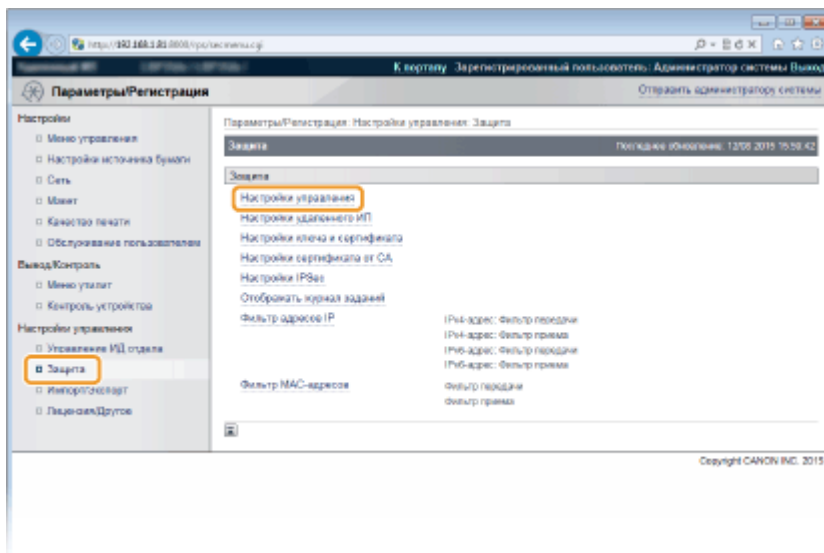 К порталу Зарегистрированный пользователь: Администратор системы Выход
Параметры/Регистрация
Отправить администратору системы
Настройки
Меню управления
Настройки источника бумаги
Сеть
Макет
Качество печати
Обслуживание пользователем
Вывод/Контроль
Меню утилит
Контроль устройства
Настройки управления
Управление ИД отдела
Защита
Импорт/Экспорт
Лицензия/Другое
Параметры/Регистрация: Настройки управления: Защита
Защита
Последнее обновление: 12/08 2015 15:50:42
Защита
Настройки управления
Настройки удаленного ИП
Настройки ключа и сертификата
Настройки сертификата от CA
Настройки IPSec
Отображать журнал заданий
Фильтр адресов IP
IPv4-адрес: Фильтр передачи
IPv4-адрес: Фильтр приема
IPv6-адрес: Фильтр передачи
IPv6-адрес: Фильтр приема
Фильтр MAC-адресов
Фильтр передачи
Фильтр приема
Copyright CANON INC. 2015